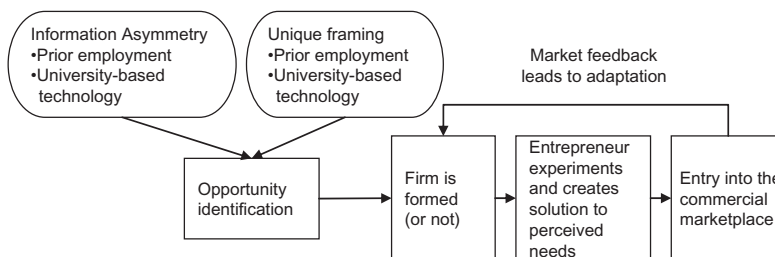 Information Asymmetry
•Prior employment
•University-based
technology
Unique framing
•Prior employment
•University-based
technology
Market feedback
leads to adaptation
Opportunity
identification
Firm is
formed
(or not)
Entrepreneur
experiments
and creates
solution to
perceived
needs
Entry into the
commercial
marketplace